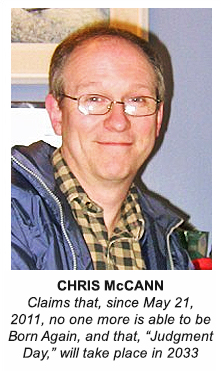 CHRIS McCANN
Claims that, since May 21,
2011, no one more is able to be
Born Again, and that, “Judgment
Day,” will take place in 2033